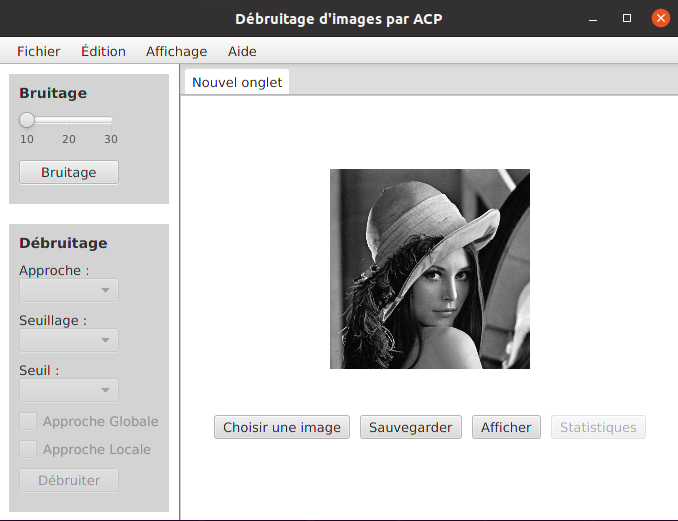 Débruitage d'images par ACP
Fichier Édition Affichage Aide
Bruitage
10 20 30
Bruitage
Débruitage
Approche :
Seuillage :
Seuil :
Approche Globale
Approche Locale
Débruiter
Nouvel onglet
Choisir une image Sauvegarder Afficher Statistiques